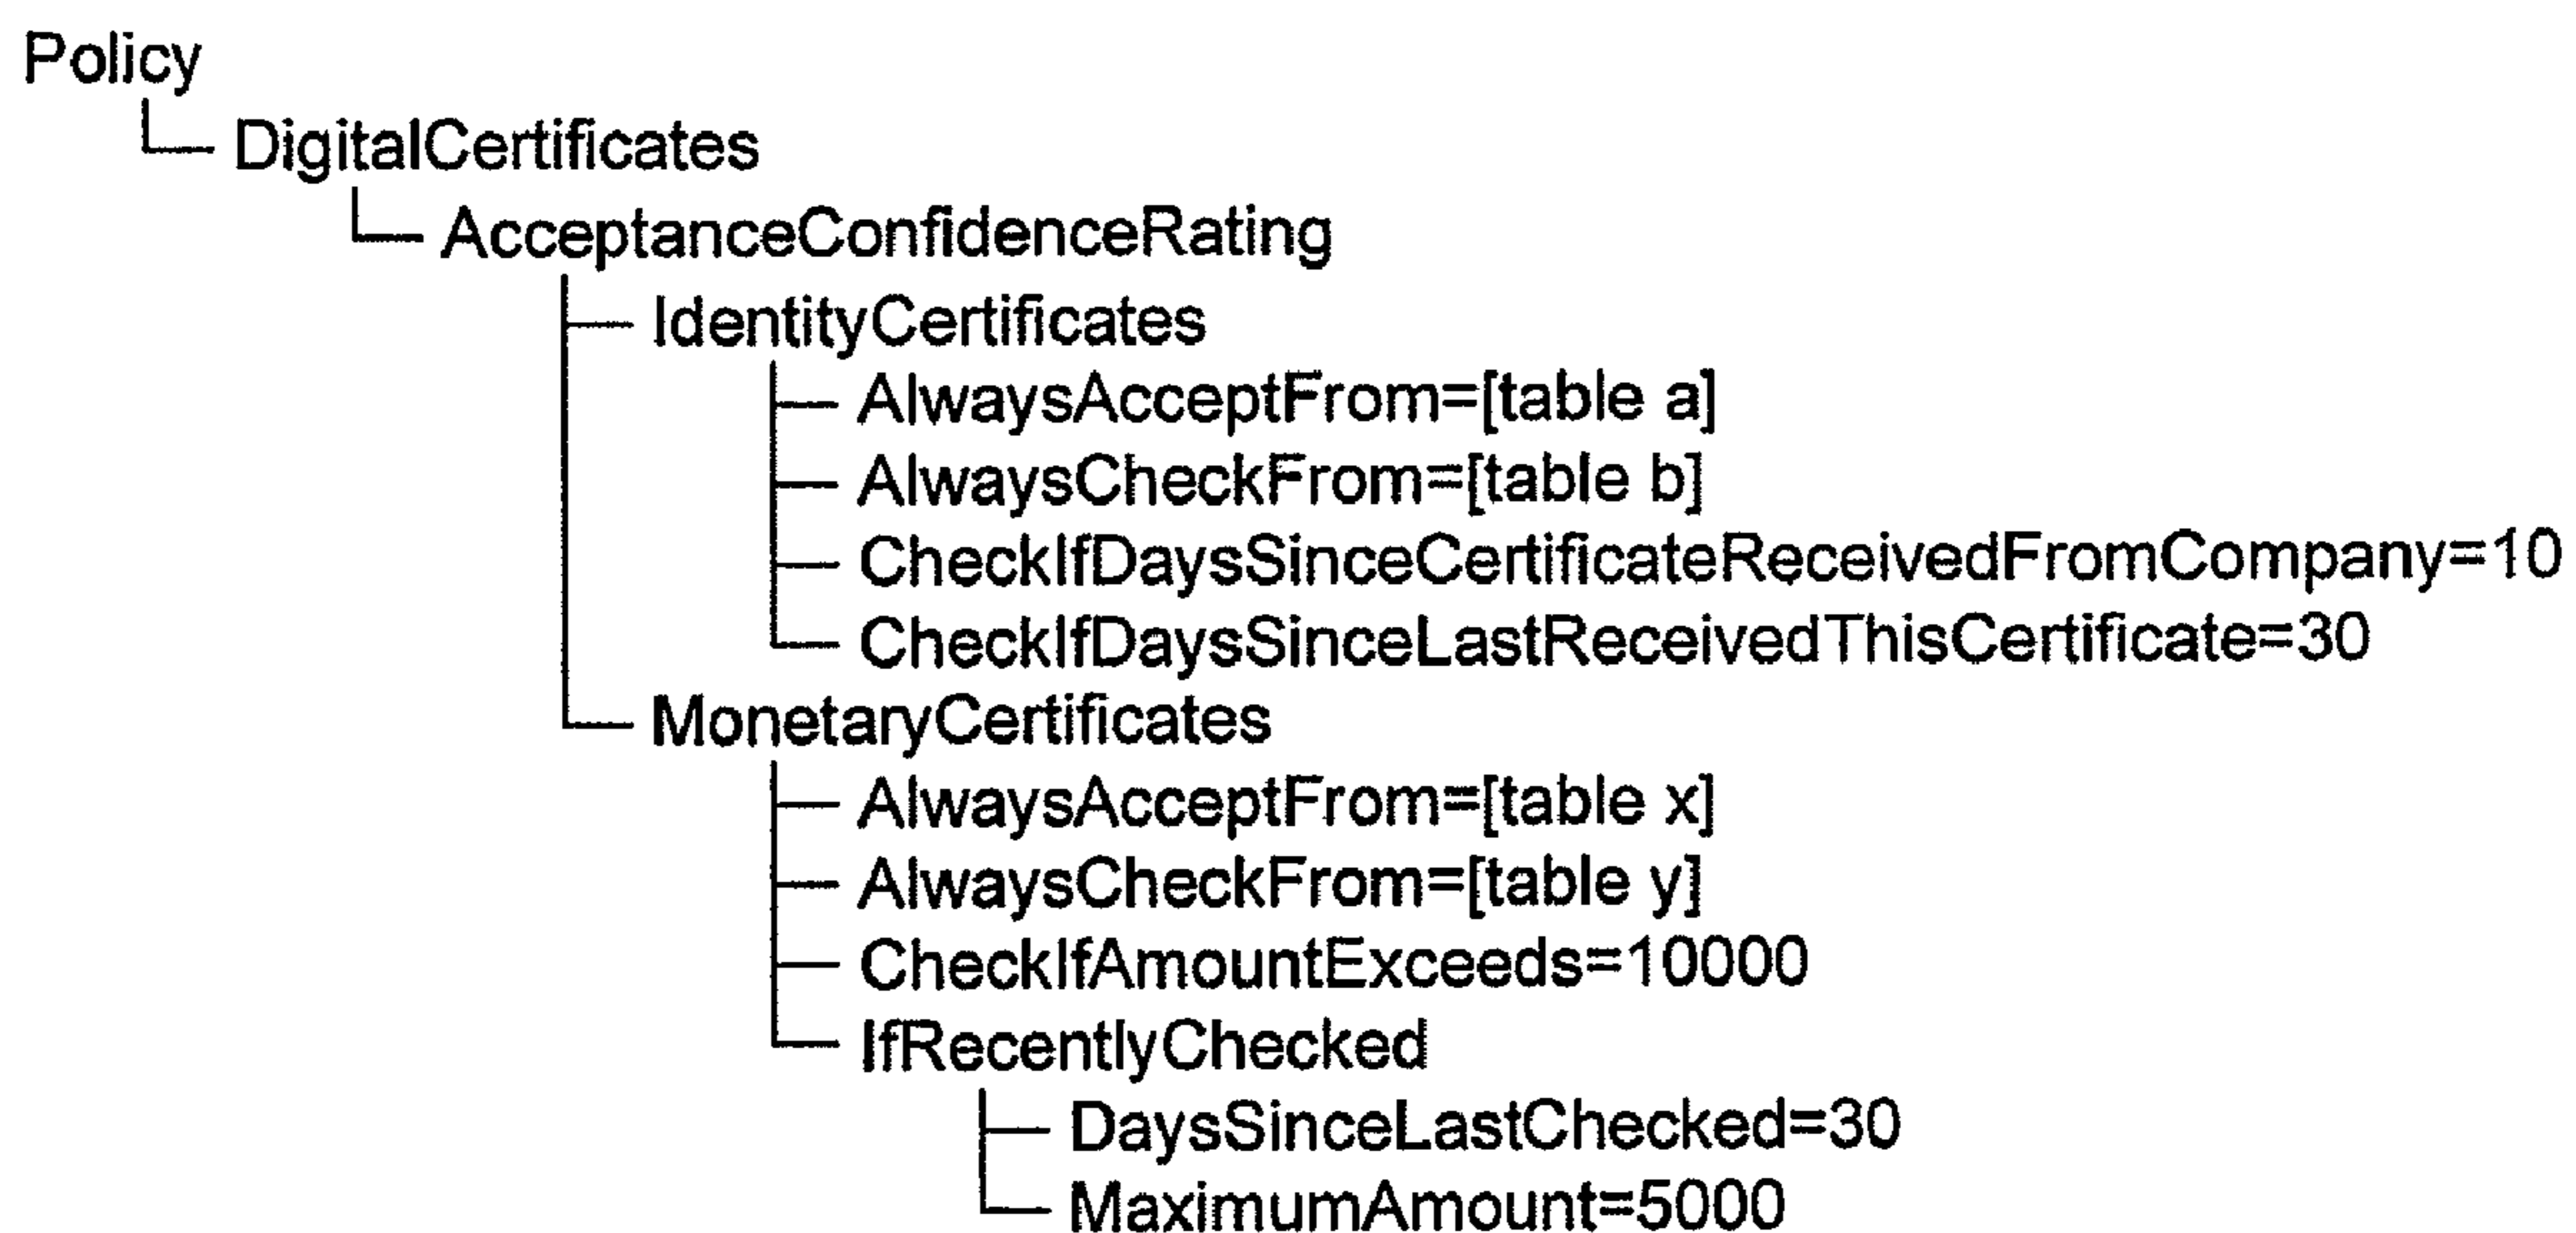 Policy
DigitalCertificates
AcceptanceConfidenceRating
IdentityCertificates
AlwaysAcceptFrom=[table a]
AlwaysCheckFrom=[table b]
CheckIfDaysSinceCertificateReceivedFromCompany=10
CheckIfDaysSinceLastReceivedThisCertificate=30
MonetaryCertificates
AlwaysAcceptFrom=[table x]
AlwaysCheckFrom=[table y]
CheckIfAmountExceeds=10000
IfRecentlyChecked
DaysSinceLastChecked=30
MaximumAmount=5000